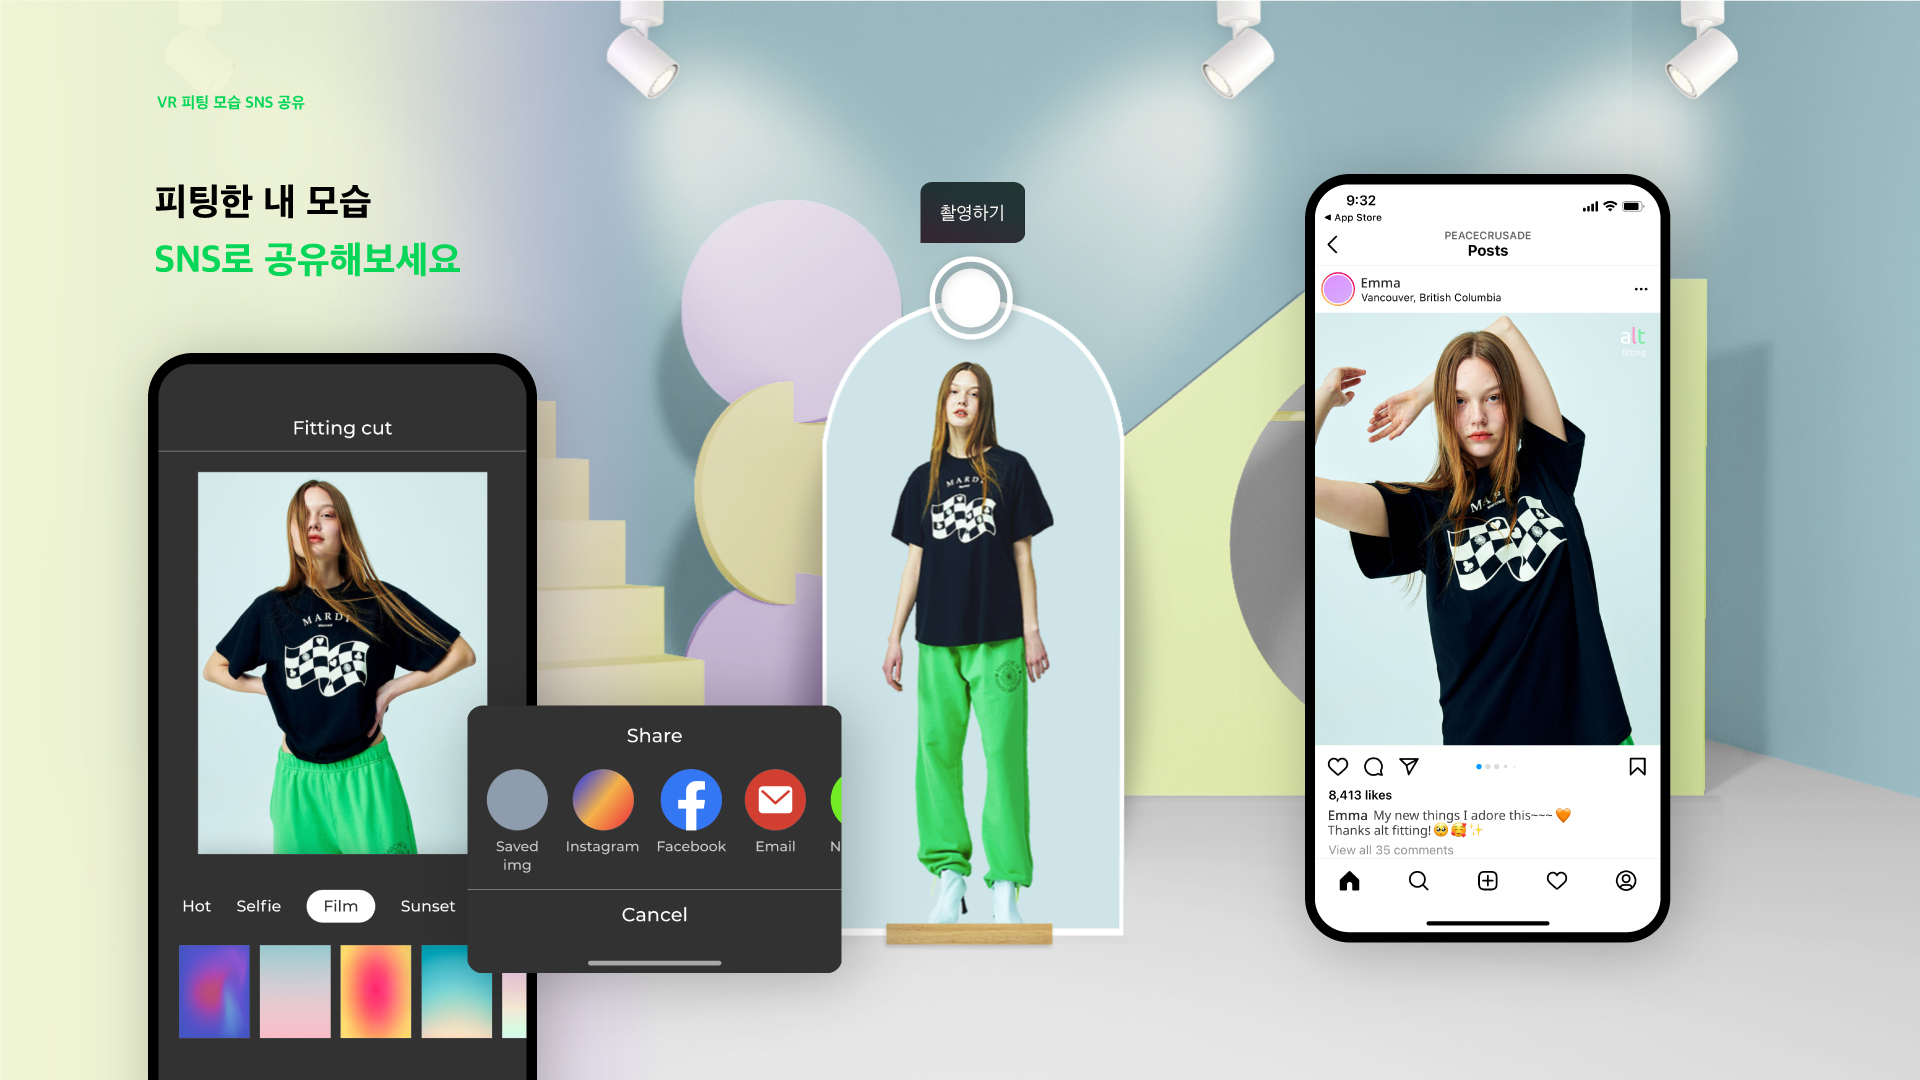 VR 피팅 모습 SNS 공유
피팅한 내 모습
SNS로 공유해보세요
Fitting cut
MARDI
Hot
Selfie
Film
Sunset
Share
Saved
img
Instagram
Facebook
Email
N
Cancel
촬영하기
MARDI
9:32
App Store
PEACECRUSADE
Posts
Emma
Vancouver, British Columbia
alt
fitting
MA
8,413 likes
Emma My new things I adore this~~~ 🧡
Thanks alt fitting!🥺🥰✨
View all 35 comments